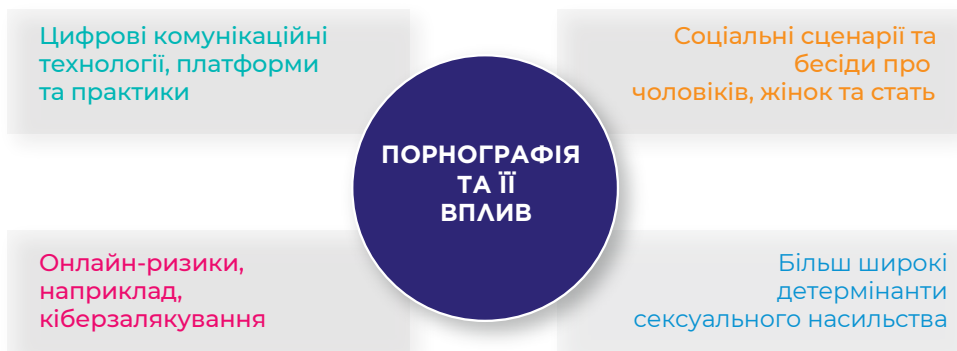 Цифрові комунікаційні
технології, платформи
та практики
Соціальні сценарії та
бесіди про
чоловіків, жінок та стать
ПОРНОГРАФІЯ
ТА ЇЇ
ВПЛИВ
Онлайн-ризики,
наприклад,
кіберзалякування
Більш широкі
детермінанти
сексуального насильства